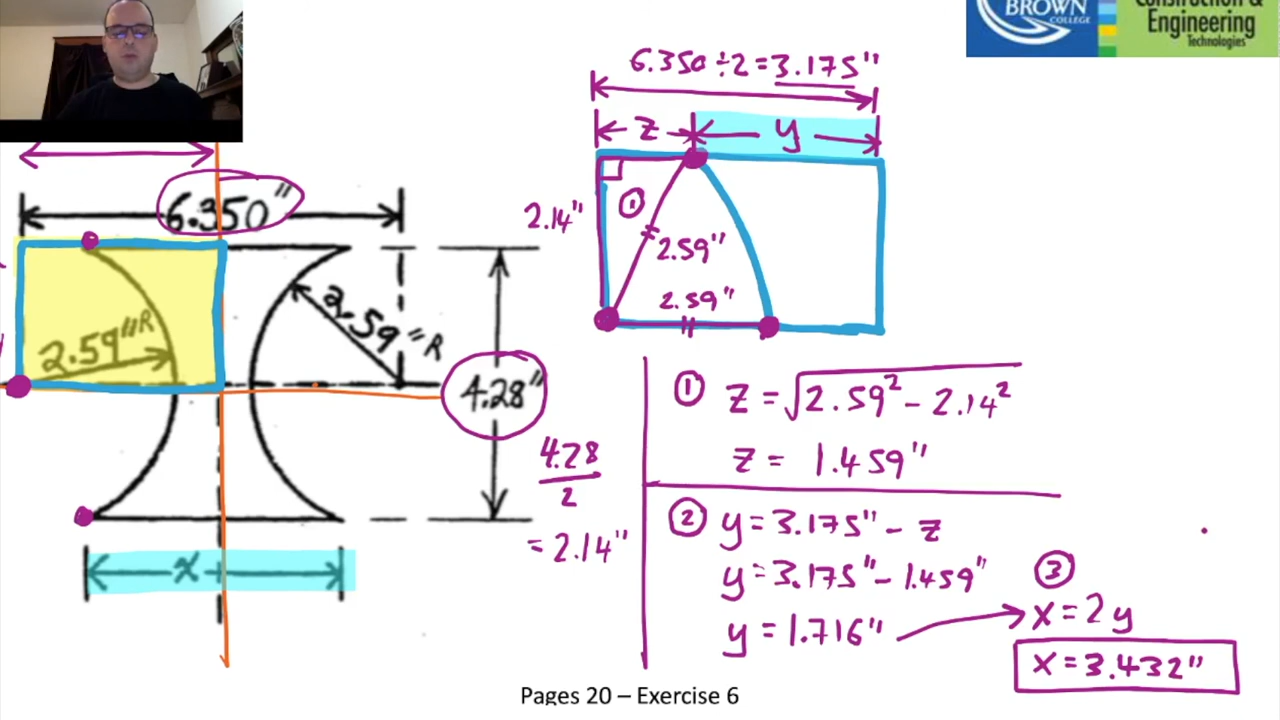 BROWN
COLLEGE
Construction &
Engineering
Technologies
6.350"
2.59"R
2.59"R
4.28"
x
4.28
2
= 2.14"
6.350 ÷ 2 = 3.175"
z
y
2.14"
①
2.59"
2.59"
① z = √2.59² - 2.14²
z = 1.459"
② y = 3.175" - z
y = 3.175" - 1.459"
y = 1.716"
③
x = 2y
x = 3.432"
Pages 20 – Exercise 6